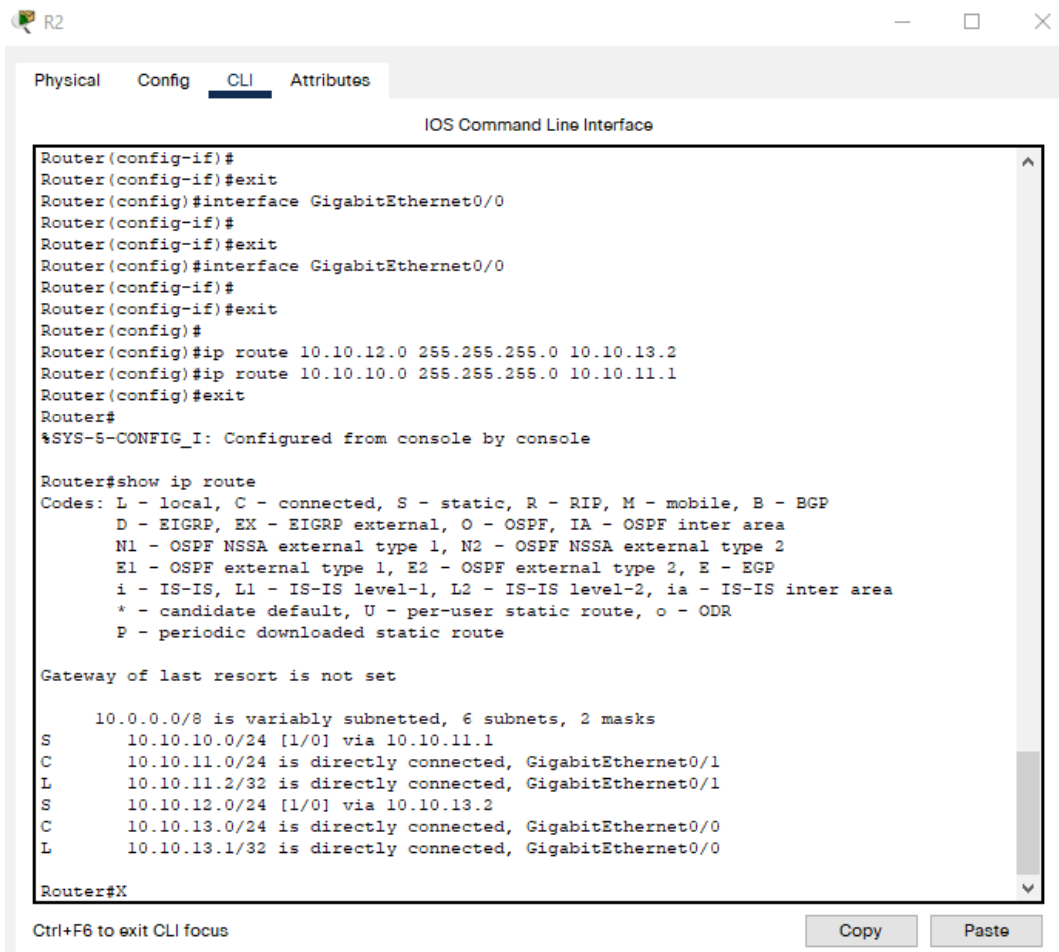 R2
Physical Config CLI Attributes
IOS Command Line Interface
Router(config-if)#
Router(config-if)#exit
Router(config)#interface GigabitEthernet0/0
Router(config-if)#
Router(config-if)#exit
Router(config)#interface GigabitEthernet0/0
Router(config-if)#
Router(config-if)#exit
Router(config)#
Router(config)#ip route 10.10.12.0 255.255.255.0 10.10.13.2
Router(config)#ip route 10.10.10.0 255.255.255.0 10.10.11.1
Router(config)#exit
Router#
%SYS-5-CONFIG_I: Configured from console by console
Router#show ip route
Codes: L - local, C - connected, S - static, R - RIP, M - mobile, B - BGP
D - EIGRP, EX - EIGRP external, O - OSPF, IA - OSPF inter area
N1 - OSPF NSSA external type 1, N2 - OSPF NSSA external type 2
E1 - OSPF external type 1, E2 - OSPF external type 2, E - EGP
i - IS-IS, L1 - IS-IS level-1, L2 - IS-IS level-2, ia - IS-IS inter area
* - candidate default, U - per-user static route, o - ODR
P - periodic downloaded static route
Gateway of last resort is not set
10.0.0.0/8 is variably subnetted, 6 subnets, 2 masks
S 10.10.10.0/24 [1/0] via 10.10.11.1
C 10.10.11.0/24 is directly connected, GigabitEthernet0/1
L 10.10.11.2/32 is directly connected, GigabitEthernet0/1
S 10.10.12.0/24 [1/0] via 10.10.13.2
C 10.10.13.0/24 is directly connected, GigabitEthernet0/0
L 10.10.13.1/32 is directly connected, GigabitEthernet0/0
Router#X
Ctrl+F6 to exit CLI focus
Copy Paste